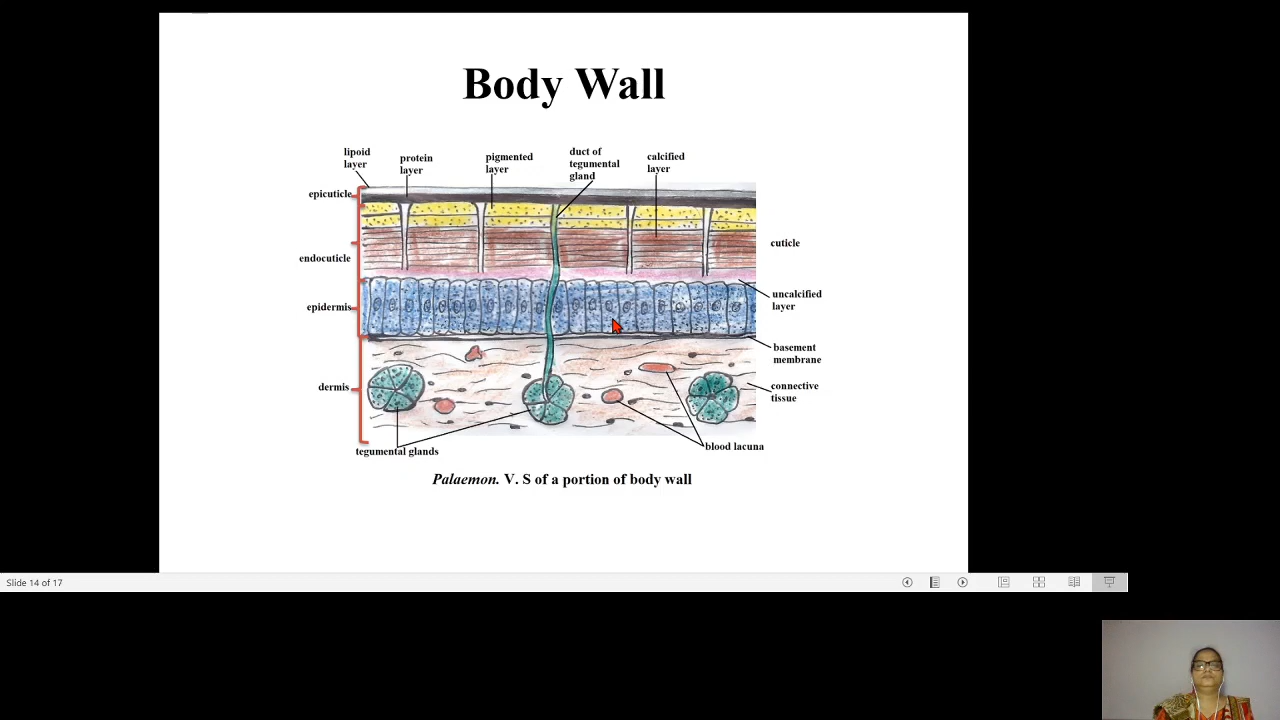 Body Wall
lipoid
layer
protein
layer
pigmented
layer
duct of
tegumental
gland
calcified
layer
epicuticle
cuticle
endocuticle
uncalcified
layer
epidermis
basement
membrane
dermis
connective
tissue
tegumental glands
blood lacuna
Palaemon. V. S of a portion of body wall
Slide 14 of 17